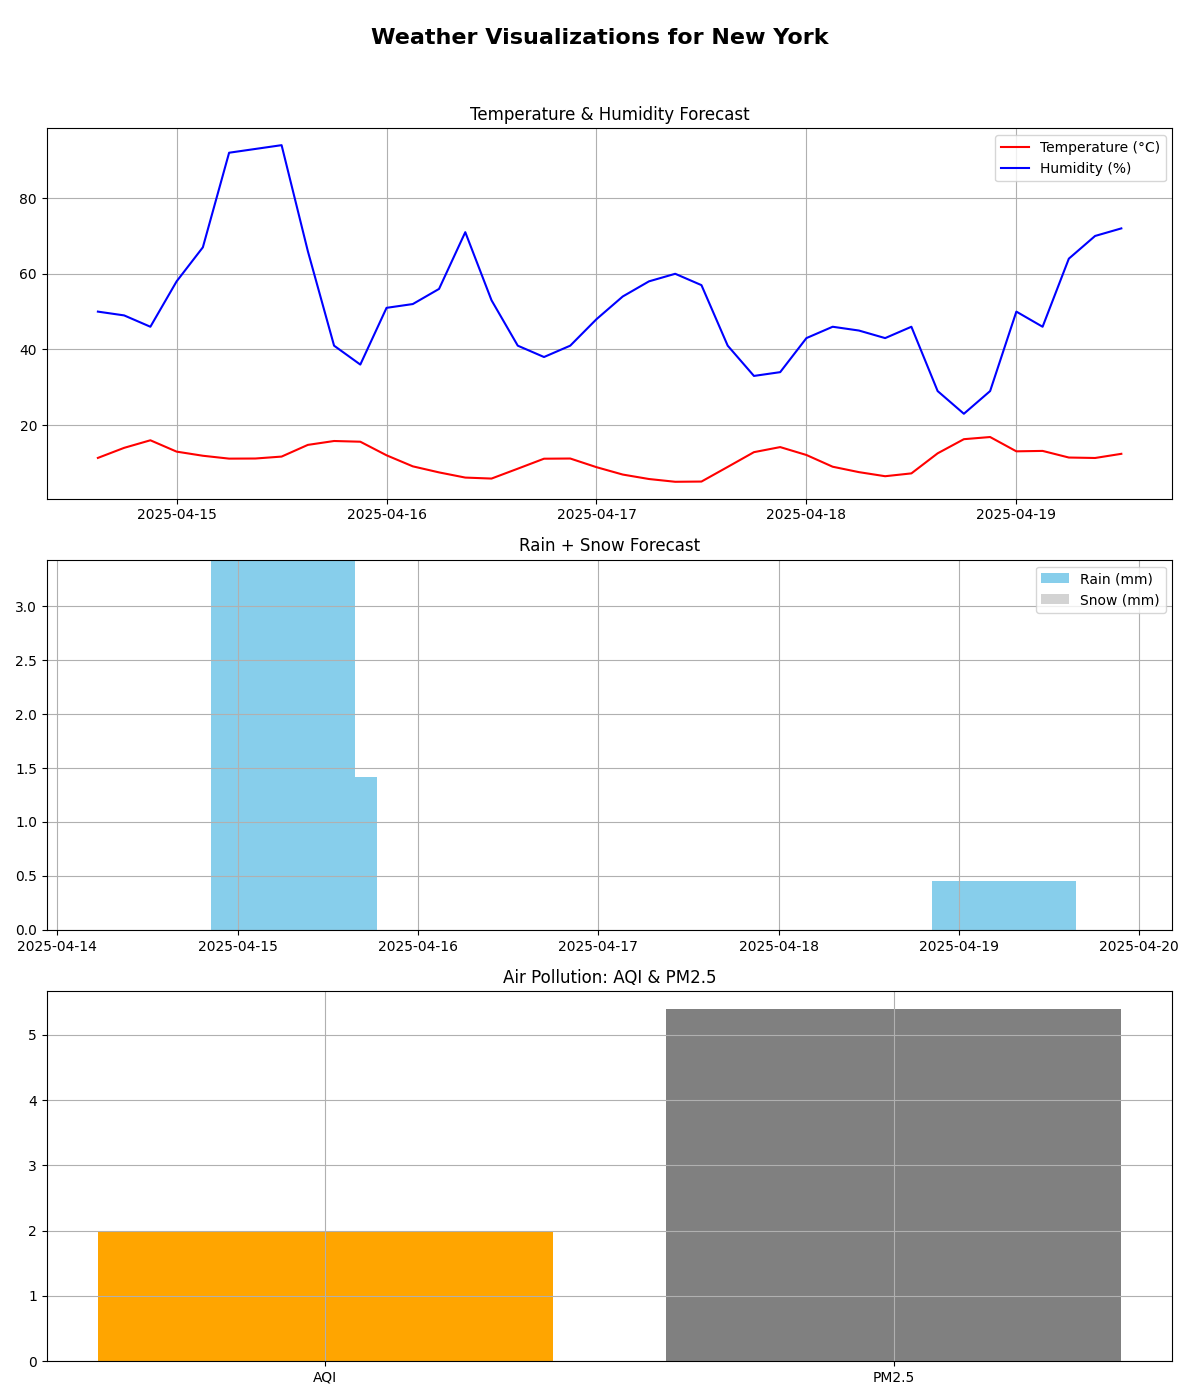 Weather Visualizations for New York
Temperature & Humidity Forecast
Temperature (°C)
Humidity (%)
80
60
40
20
2025-04-15 2025-04-16 2025-04-17 2025-04-18 2025-04-19
Rain + Snow Forecast
Rain (mm)
Snow (mm)
3.0
2.5
2.0
1.5
1.0
0.5
0.0
2025-04-14 2025-04-15 2025-04-16 2025-04-17 2025-04-18 2025-04-19 2025-04-20
Air Pollution: AQI & PM2.5
5
4
3
2
1
0
AQI PM2.5